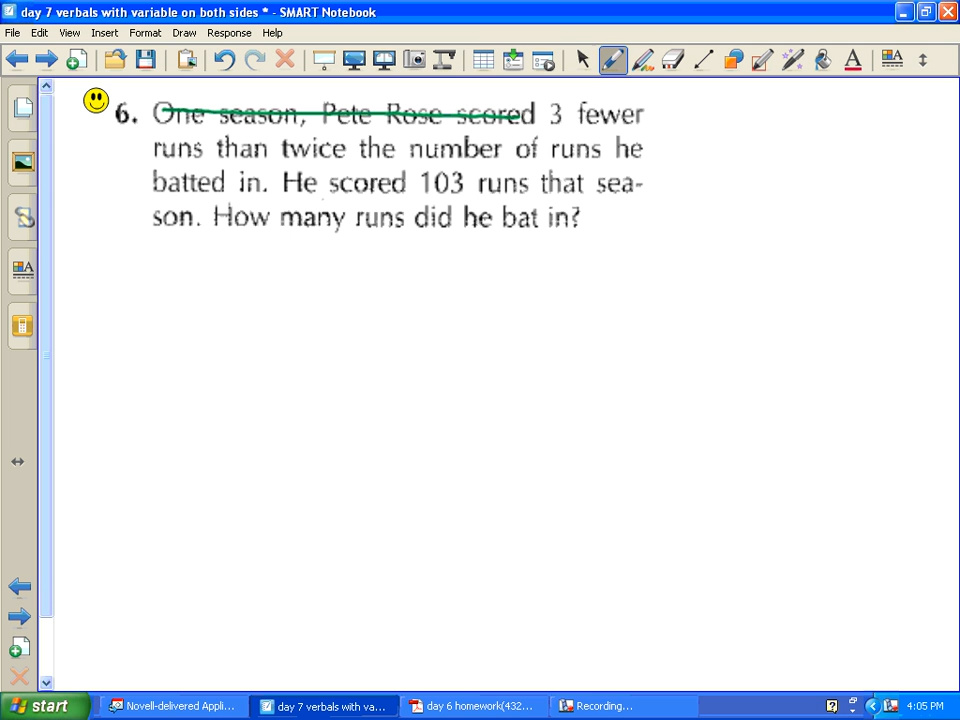 day 7 verbals with variable on both sides * - SMART Notebook
File Edit View Insert Format Draw Response Help
6. One season, Pete Rose scored 3 fewer
runs than twice the number of runs he
batted in. He scored 103 runs that sea-
son. How many runs did he bat in?
start Novell-delivered Appli... day 7 verbals with va... day 6 homework(432... Recording... 4:05 PM